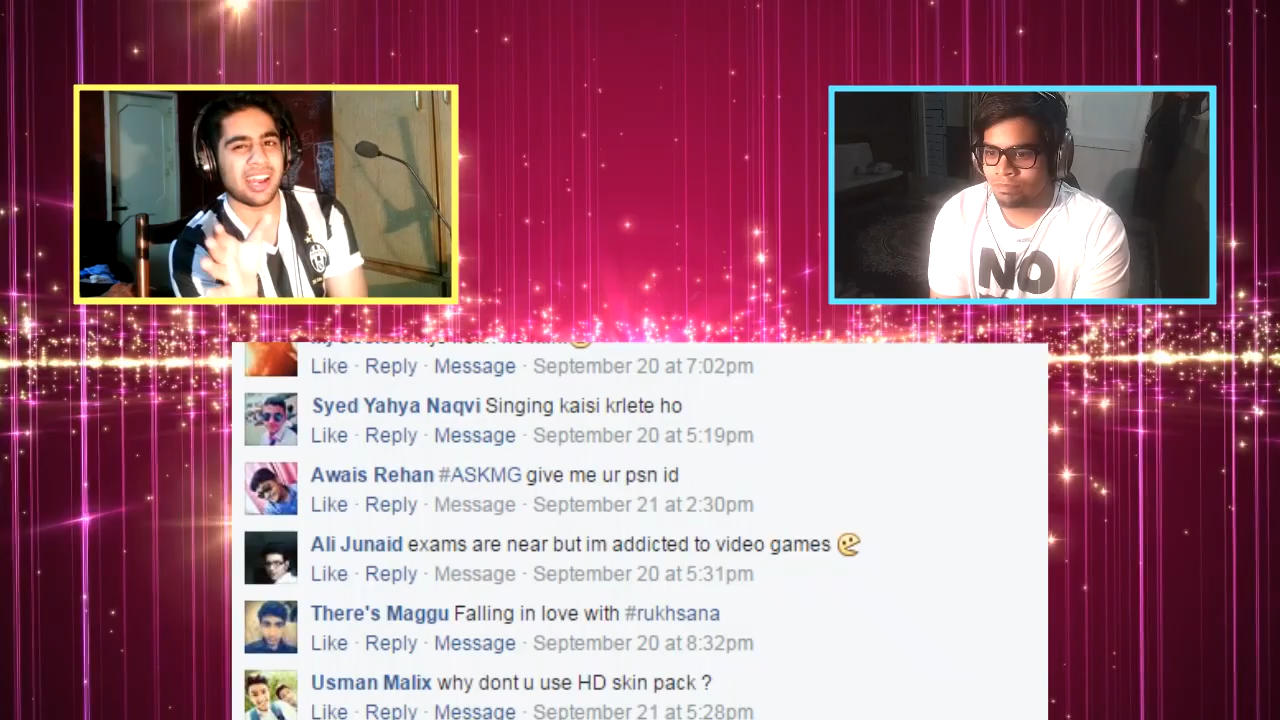 NO
Like · Reply · Message · September 20 at 7:02pm
Syed Yahya Naqvi Singing kaisi krlete ho
Like · Reply · Message · September 20 at 5:19pm
Awais Rehan #ASKMG give me ur psn id
Like · Reply · Message · September 21 at 2:30pm
Ali Junaid exams are near but im addicted to video games
Like · Reply · Message · September 20 at 5:31pm
There's Maggu Falling in love with #rukhsana
Like · Reply · Message · September 20 at 8:32pm
Usman Malix why dont u use HD skin pack ?
Like · Reply · Message · September 21 at 5:28pm